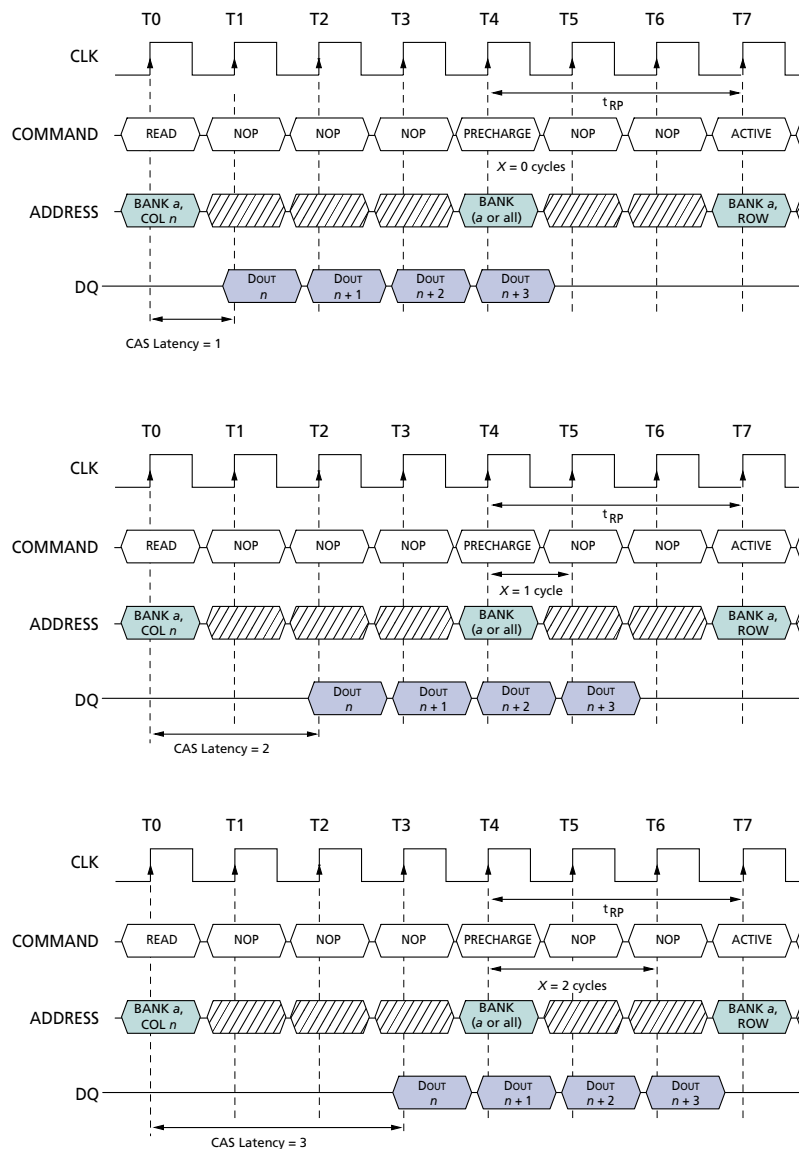 T0 T1 T2 T3 T4 T5 T6 T7
CLK
t RP
COMMAND READ NOP NOP NOP PRECHARGE NOP NOP ACTIVE
X = 0 cycles
ADDRESS BANK a, COL n BANK (a or all) BANK a, ROW
DQ DOUT n DOUT n + 1 DOUT n + 2 DOUT n + 3
CAS Latency = 1
T0 T1 T2 T3 T4 T5 T6 T7
CLK
t RP
COMMAND READ NOP NOP NOP PRECHARGE NOP NOP ACTIVE
X = 1 cycle
ADDRESS BANK a, COL n BANK (a or all) BANK a, ROW
DQ DOUT n DOUT n + 1 DOUT n + 2 DOUT n + 3
CAS Latency = 2
T0 T1 T2 T3 T4 T5 T6 T7
CLK
t RP
COMMAND READ NOP NOP NOP PRECHARGE NOP NOP ACTIVE
X = 2 cycles
ADDRESS BANK a, COL n BANK (a or all) BANK a, ROW
DQ DOUT n DOUT n + 1 DOUT n + 2 DOUT n + 3
CAS Latency = 3